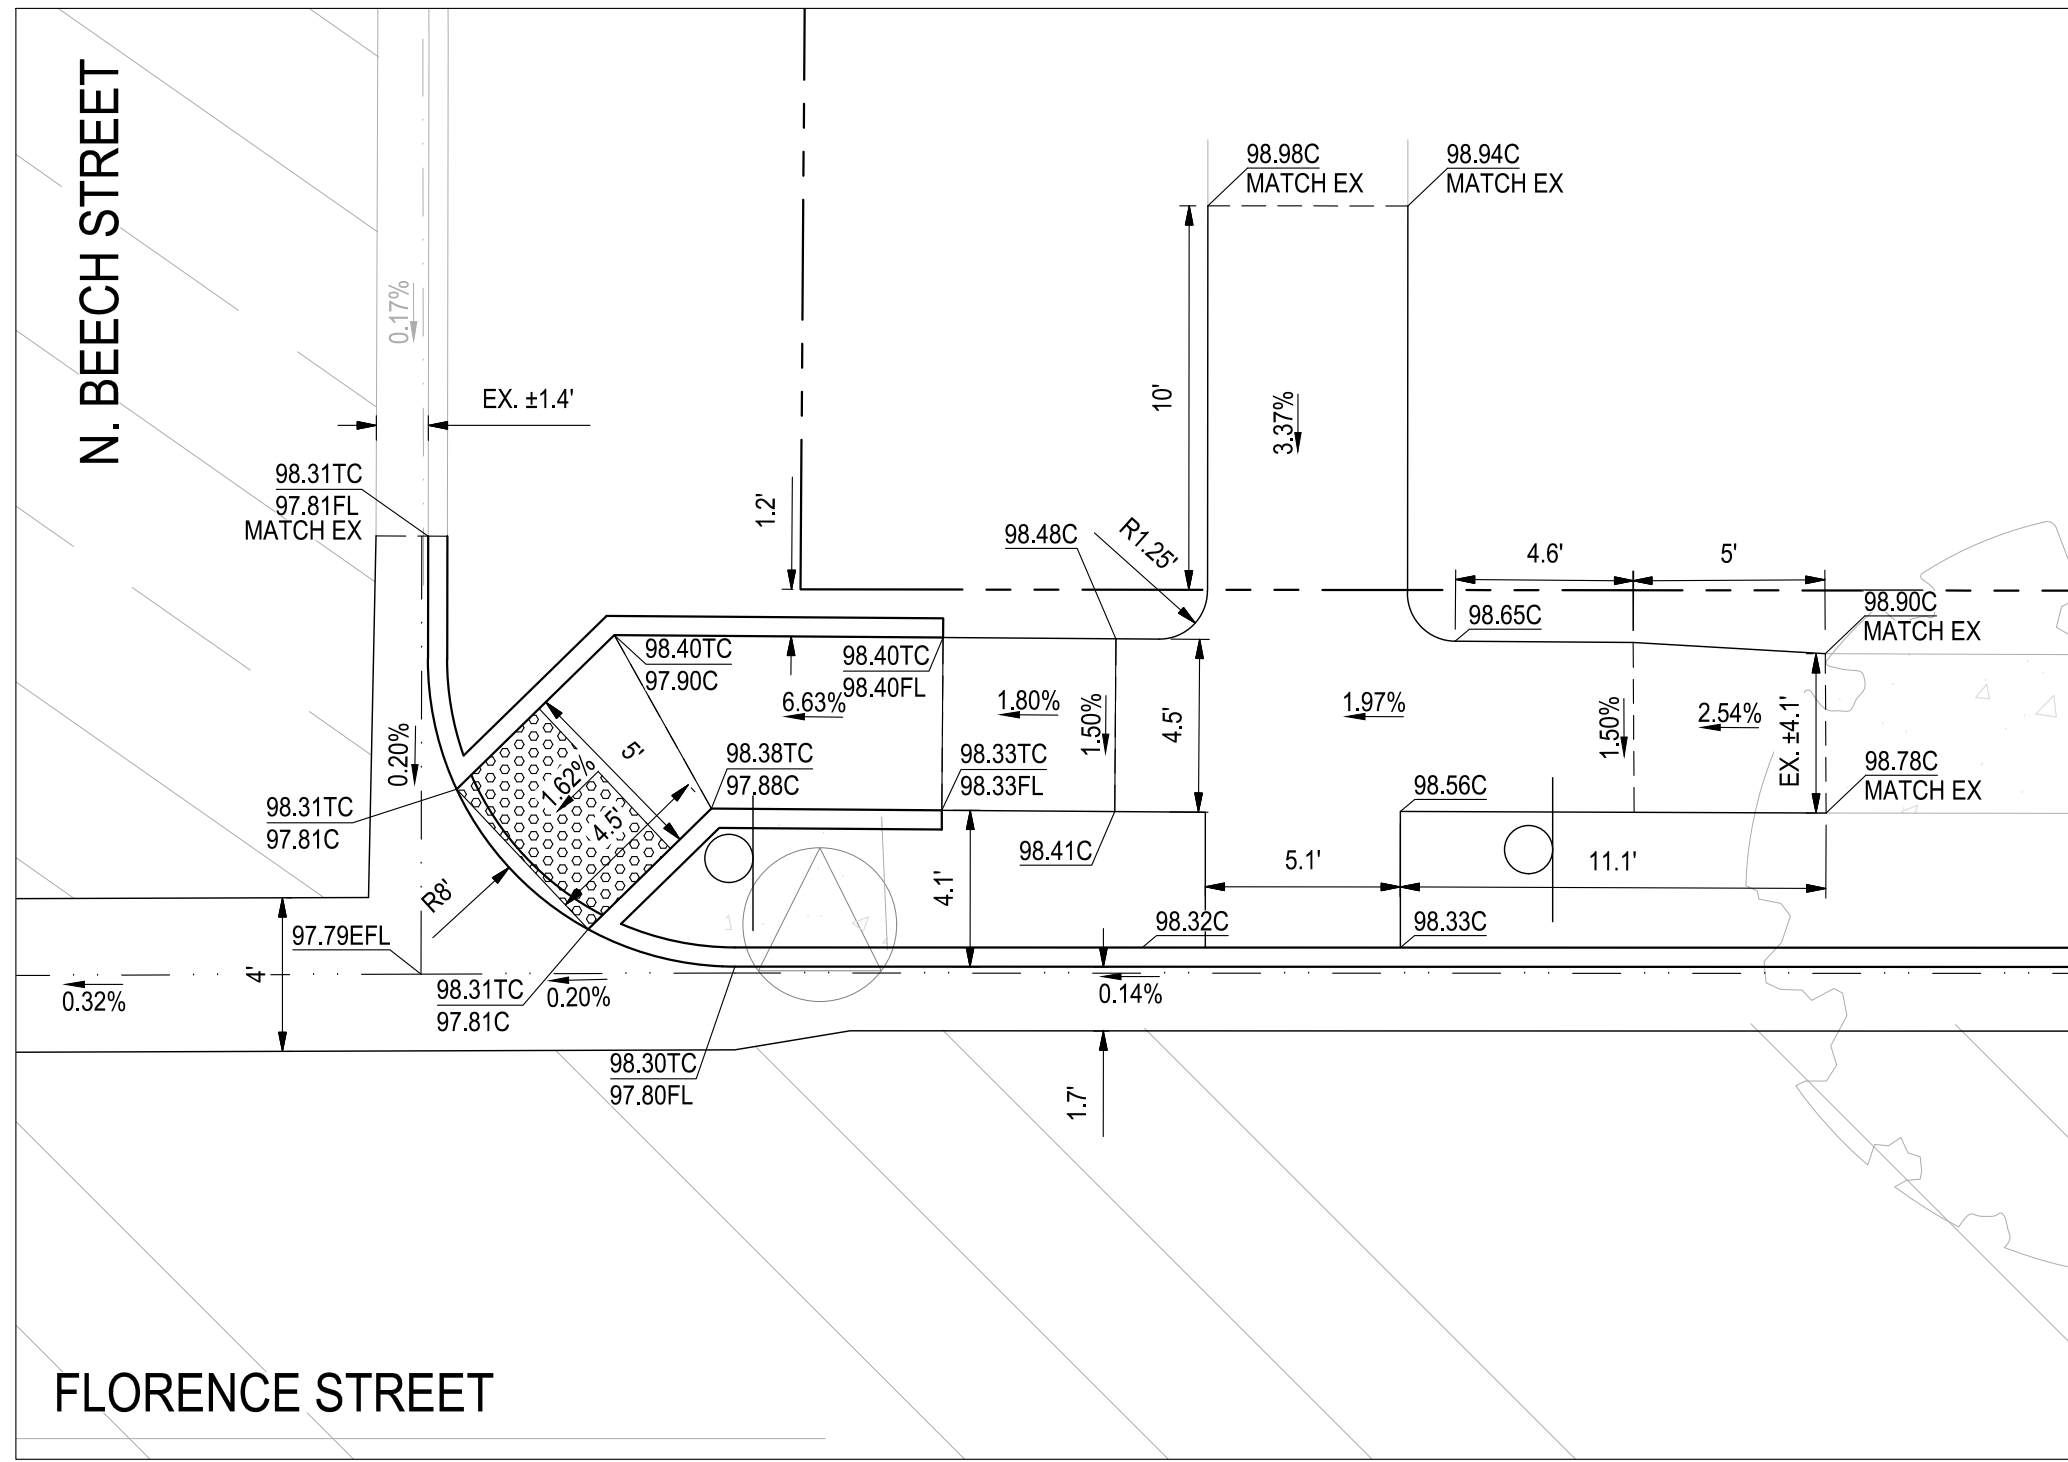 N. BEECH STREET
98.98C
MATCH EX
98.94C
MATCH EX
0.17%
EX. ±1.4'
10'
3.37%
98.31TC
97.81FL
MATCH EX
1.2'
98.48C
R1.25'
4.6'
5'
98.65C
98.90C
MATCH EX
98.40TC
97.90C
98.40TC
98.40FL
6.63%
1.80%
1.50%
4.5'
1.97%
1.50%
2.54%
EX. ±4.1'
0.20%
5'
1.62%
4.5'
98.38TC
97.88C
98.33TC
98.33FL
98.56C
98.78C
MATCH EX
98.31TC
97.81C
98.41C
5.1'
11.1'
R8'
4.1'
97.79EFL
98.32C
98.33C
4'
0.32%
98.31TC
97.81C
0.20%
0.14%
98.30TC
97.80FL
1.7'
FLORENCE STREET